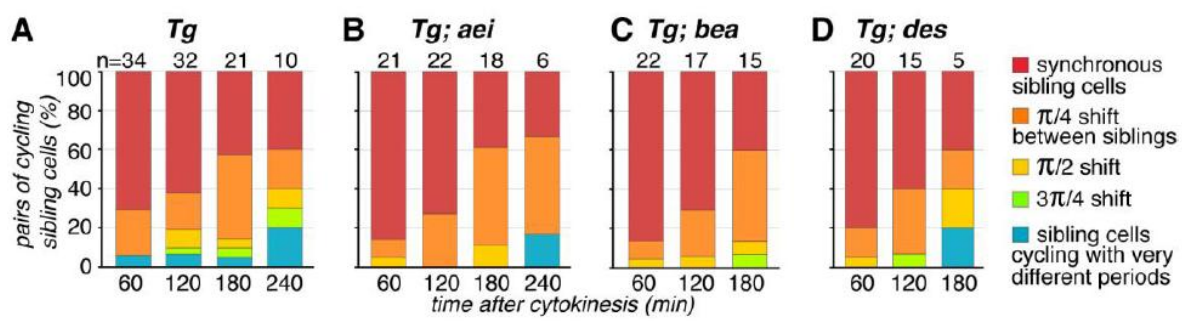 A Tg B Tg; aei C Tg; bea D Tg; des
n=34 32 21 10 21 22 18 6 22 17 15 20 15 5
100
80
60
40
20
0
pairs of cycling
sibling cells (%)
60 120 180 240 60 120 180 240 60 120 180 60 120 180
time after cytokinesis (min)
synchronous
sibling cells
π/4 shift
between siblings
π/2 shift
3π/4 shift
sibling cells
cycling with very
different periods